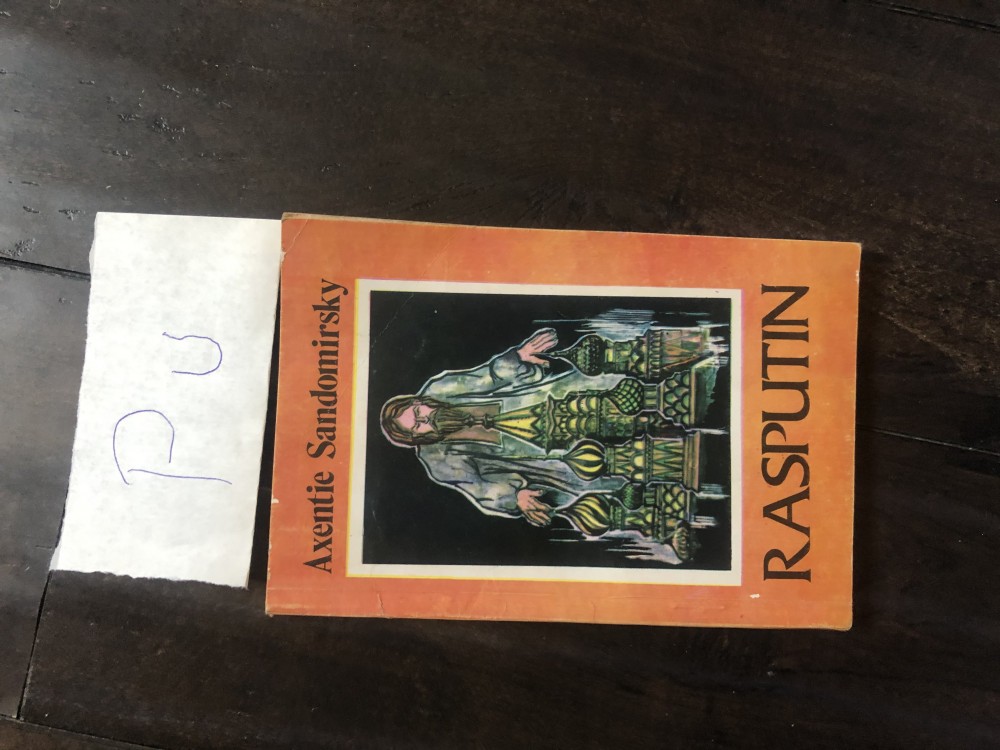 PU
Axentie Sandomirsky
RASPUTIN